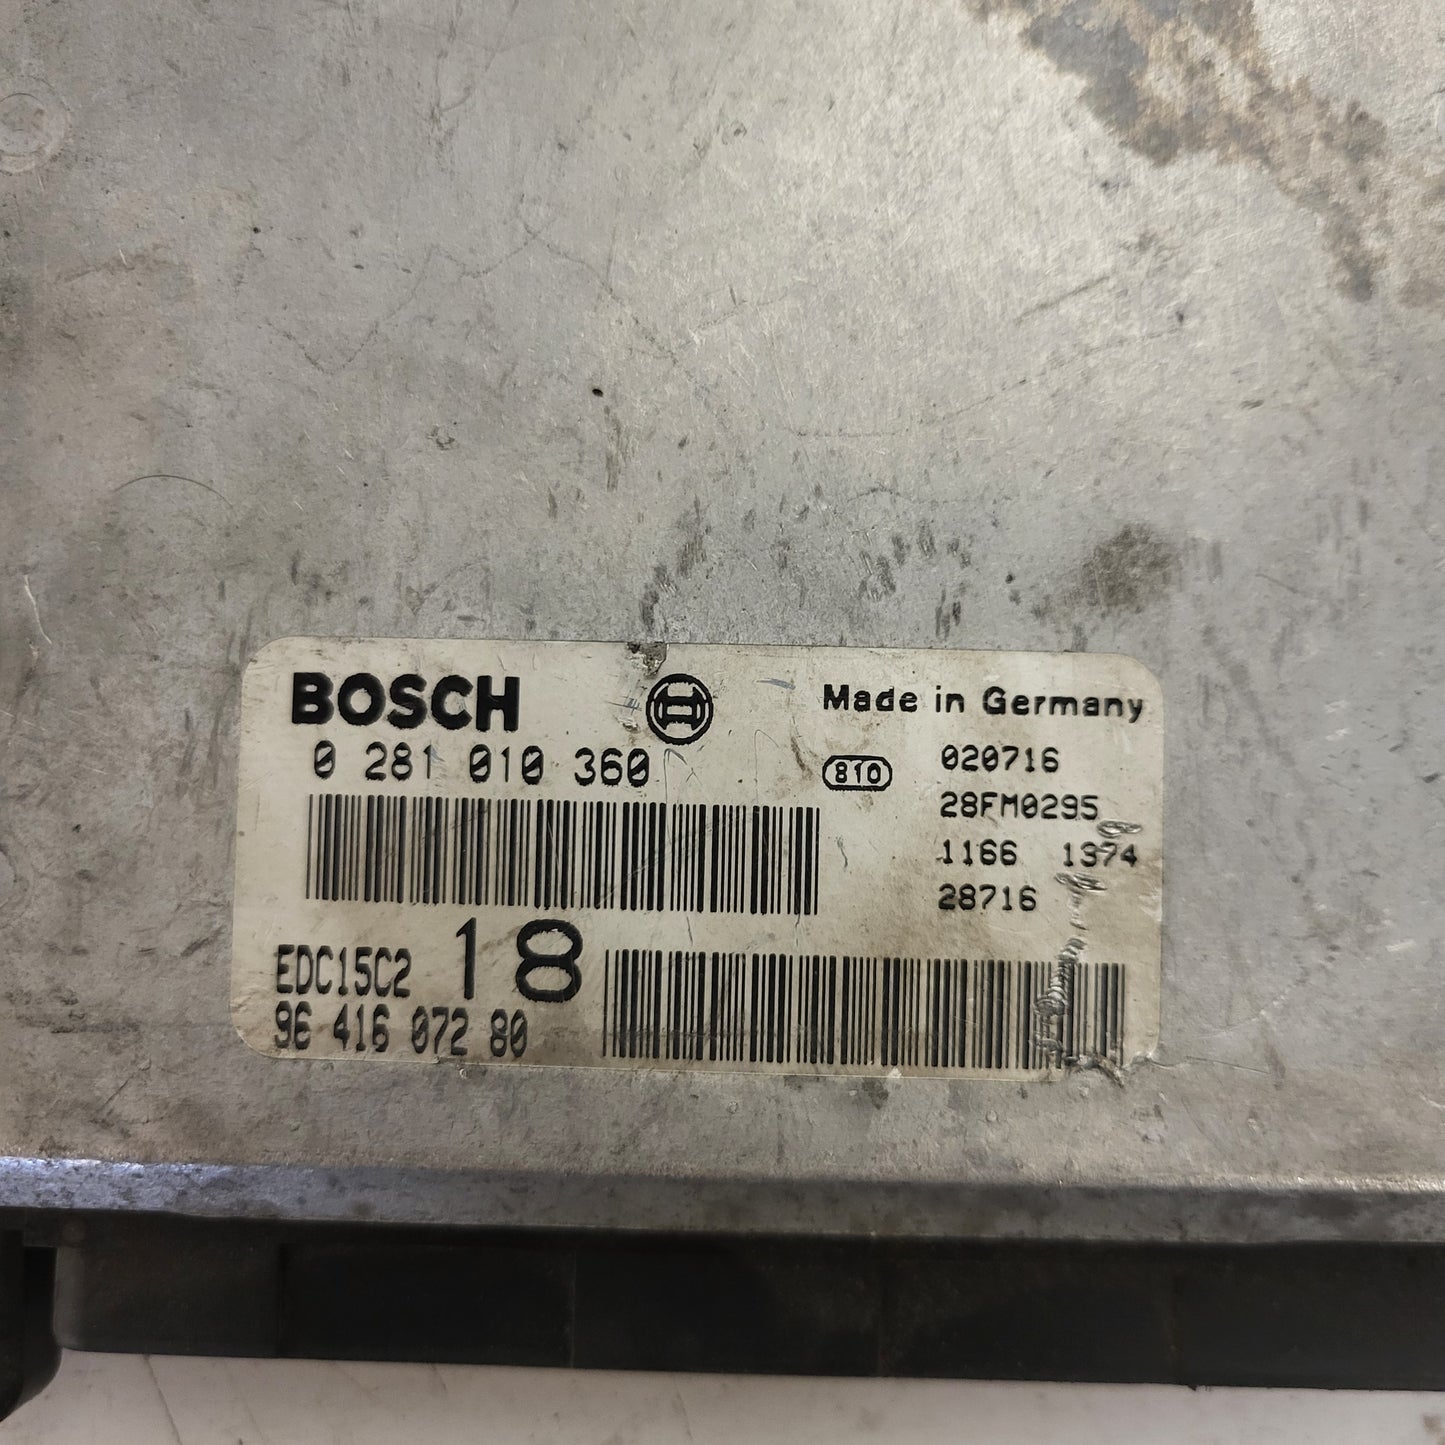 BOSCH
Made in Germany
0 281 010 360
810
020716
28FM0295
1166 1374
28716
EDC15C2 18
96 416 072 80